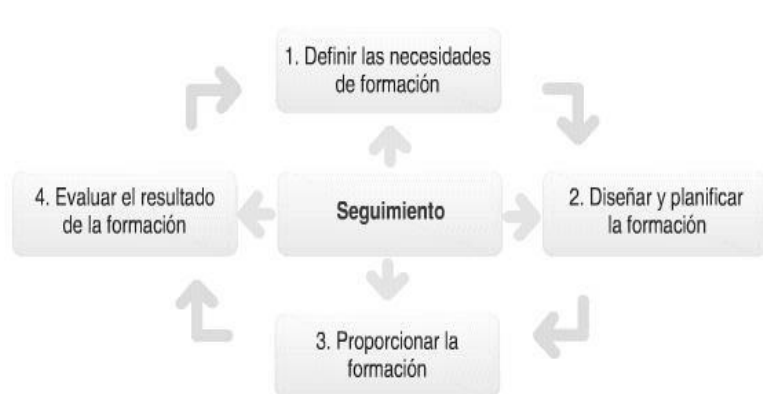 1. Definir las necesidades
de formación
4. Evaluar el resultado
de la formación
Seguimiento
2. Diseñar y planificar
la formación
3. Proporcionar la
formación